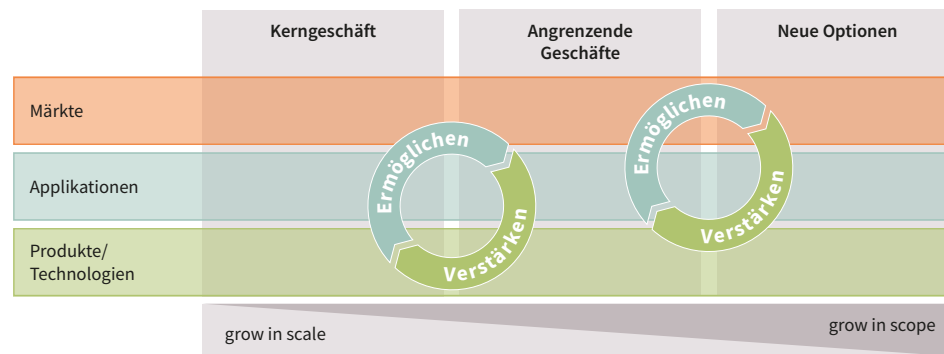 Kerngeschäft
Angrenzende
Geschäfte
Neue Optionen
Märkte
Applikationen
Produkte/
Technologien
Ermöglichen
Verstärken
Ermöglichen
Verstärken
grow in scale
grow in scope